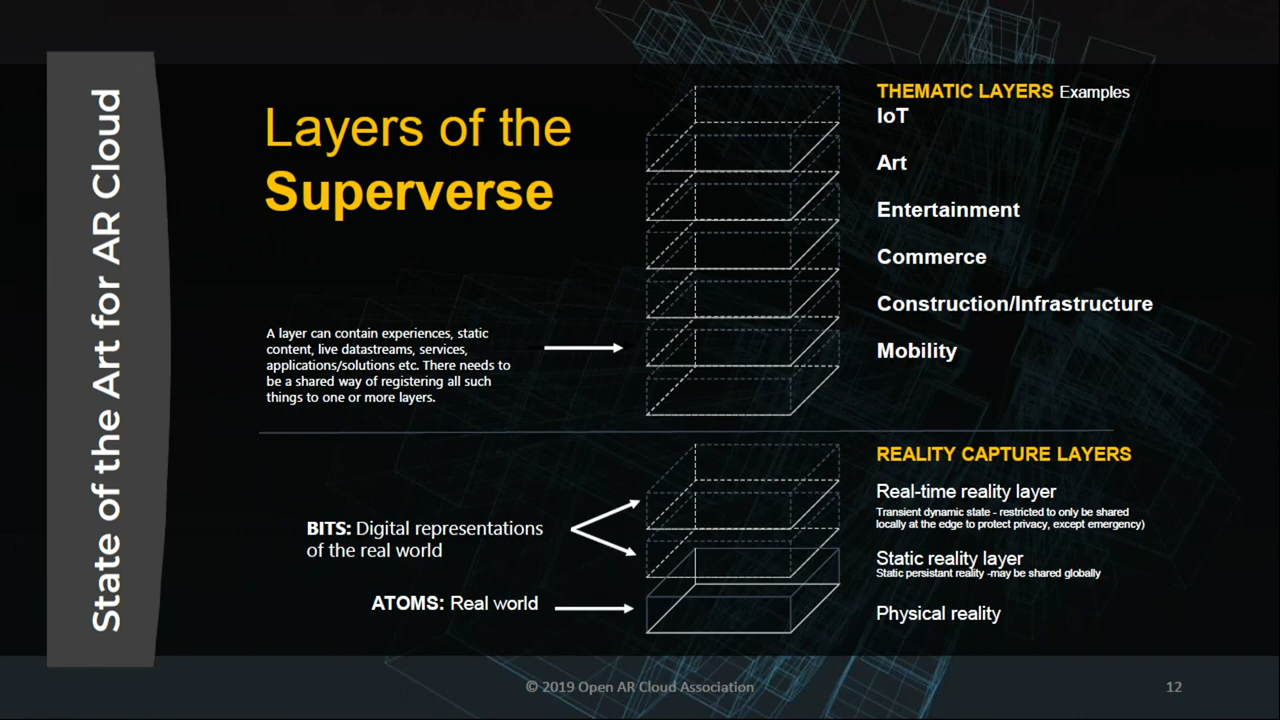 State of the Art for AR Cloud
Layers of the
Superverse
THEMATIC LAYERS Examples
IoT
Art
Entertainment
Commerce
Construction/Infrastructure
Mobility
A layer can contain experiences, static
content, live datastreams, services,
applications/solutions etc. There needs to
be a shared way of registering all such
things to one or more layers.
REALITY CAPTURE LAYERS
Real-time reality layer
Transient dynamic state - restricted to only be shared
locally at the edge to protect privacy, except emergency)
BITS: Digital representations
of the real world
Static reality layer
Static persistant reality -may be shared globally
ATOMS: Real world
Physical reality
© 2019 Open AR Cloud Association
12